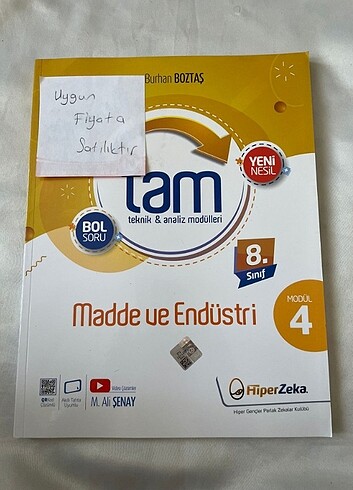 Burhan BOZTAŞ
Uygun
Fiyata
Satılıktır
YENİ
NESİL
tam
teknik & analiz modülleri
BOL
SORU
8.
Sınıf
Madde ve Endüstri
MODÜL
4
Video Çözümler
M. Ali ŞENAY
HiperZeka.
Hiper Gençler Parlak Zekalar Kulübü